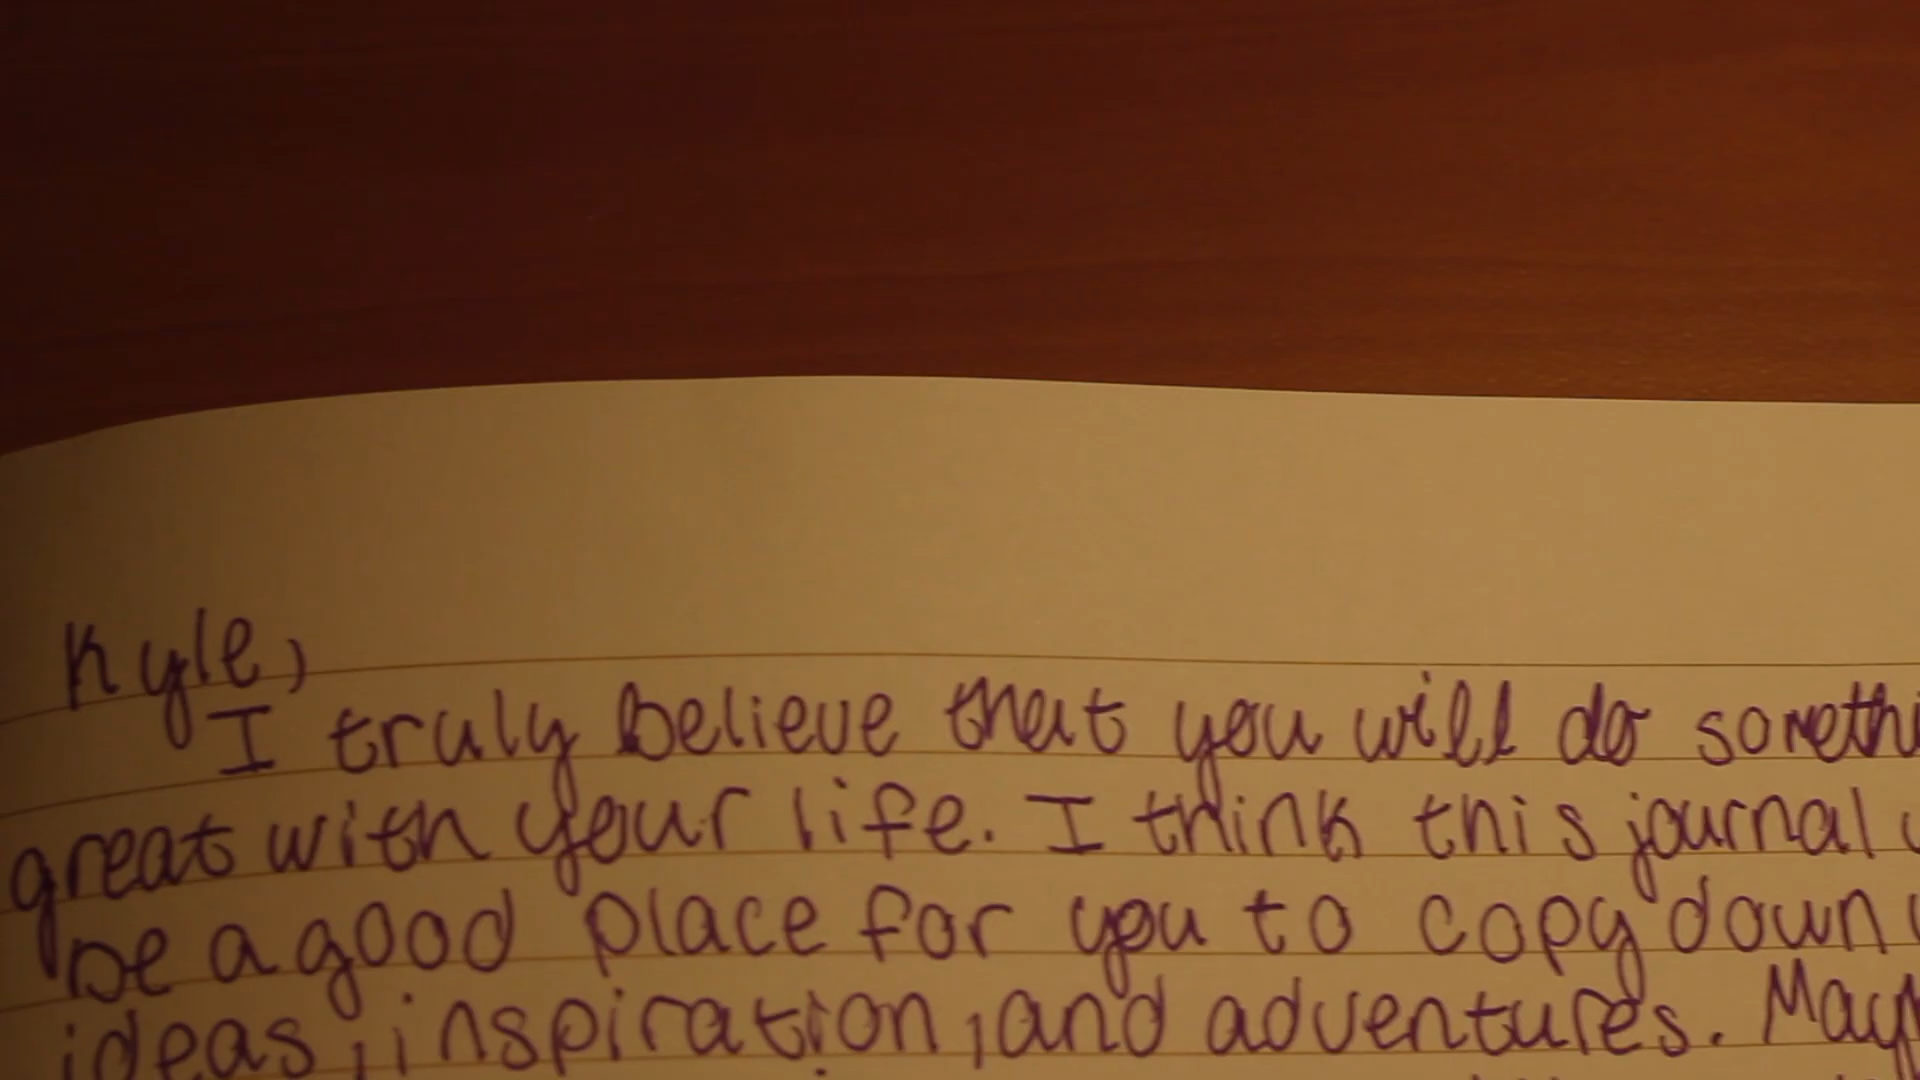 Kyle,
I truly believe that you will do somethi
great with your life. I think this journal
be a good place for you to copy down
ideas, inspiration, and adventures. May